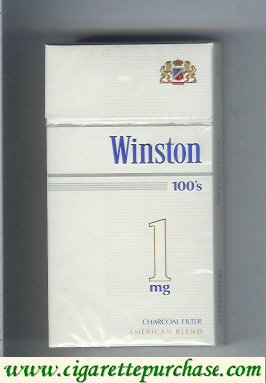 Winston
100's
1
mg
CHARCOAL FILTER
AMERICAN BLEND
www.cigarettepurchase.com